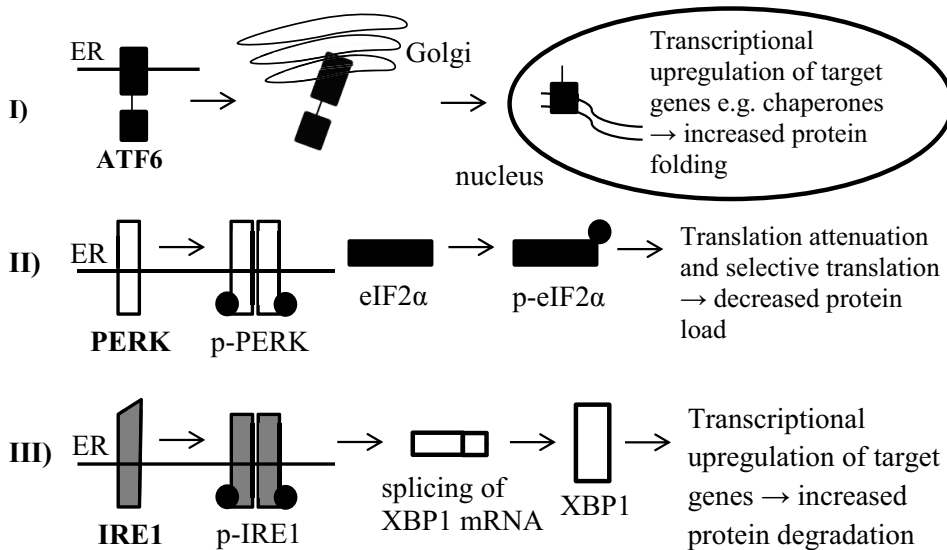 I)
ER
ATF6
Golgi
nucleus
Transcriptional
upregulation of target
genes e.g. chaperones
→ increased protein
folding
II)
ER
PERK
p-PERK
eIF2α
p-eIF2α
Translation attenuation
and selective translation
→ decreased protein
load
III)
ER
IRE1
p-IRE1
splicing of
XBP1 mRNA
XBP1
Transcriptional
upregulation of target
genes → increased
protein degradation